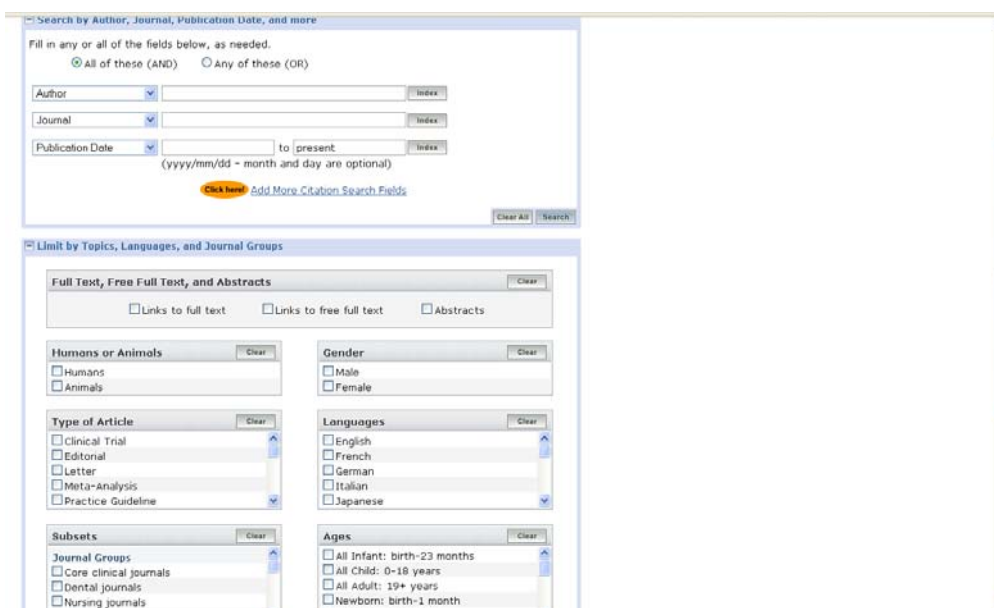 Search by Author, Journal, Publication Date, and more
Fill in any or all of the fields below, as needed.
All of these (AND) Any of these (OR)
Author Index
Journal Index
Publication Date to present Index
(yyyy/mm/dd - month and day are optional)
Click here! Add More Citation Search Fields
Clear All Search
Limit by Topics, Languages, and Journal Groups
Full Text, Free Full Text, and Abstracts Clear
Links to full text Links to free full text Abstracts
Humans or Animals Clear
Humans
Animals
Gender Clear
Male
Female
Type of Article Clear
Clinical Trial
Editorial
Letter
Meta-Analysis
Practice Guideline
Languages Clear
English
French
German
Italian
Japanese
Subsets Clear
Journal Groups
Core clinical journals
Dental journals
Nursing journals
Ages Clear
All Infant: birth-23 months
All Child: 0-18 years
All Adult: 19+ years
Newborn: birth-1 month